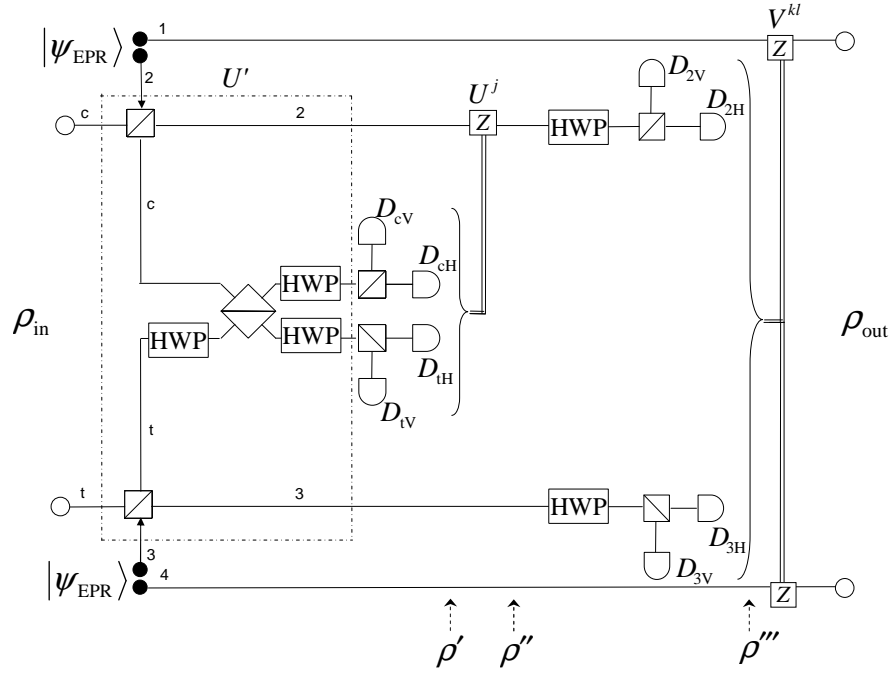 |ψ_EPR⟩ 1 V^{kl}
Z
2 U' D_2V
U^j D_2H
c 2 Z HWP
c D_cV
D_cH
HWP
ρ_in HWP HWP D_tH ρ_out
D_tV
t
t 3 HWP D_3H
3 D_3V
|ψ_EPR⟩ 4 Z
ρ' ρ'' ρ'''